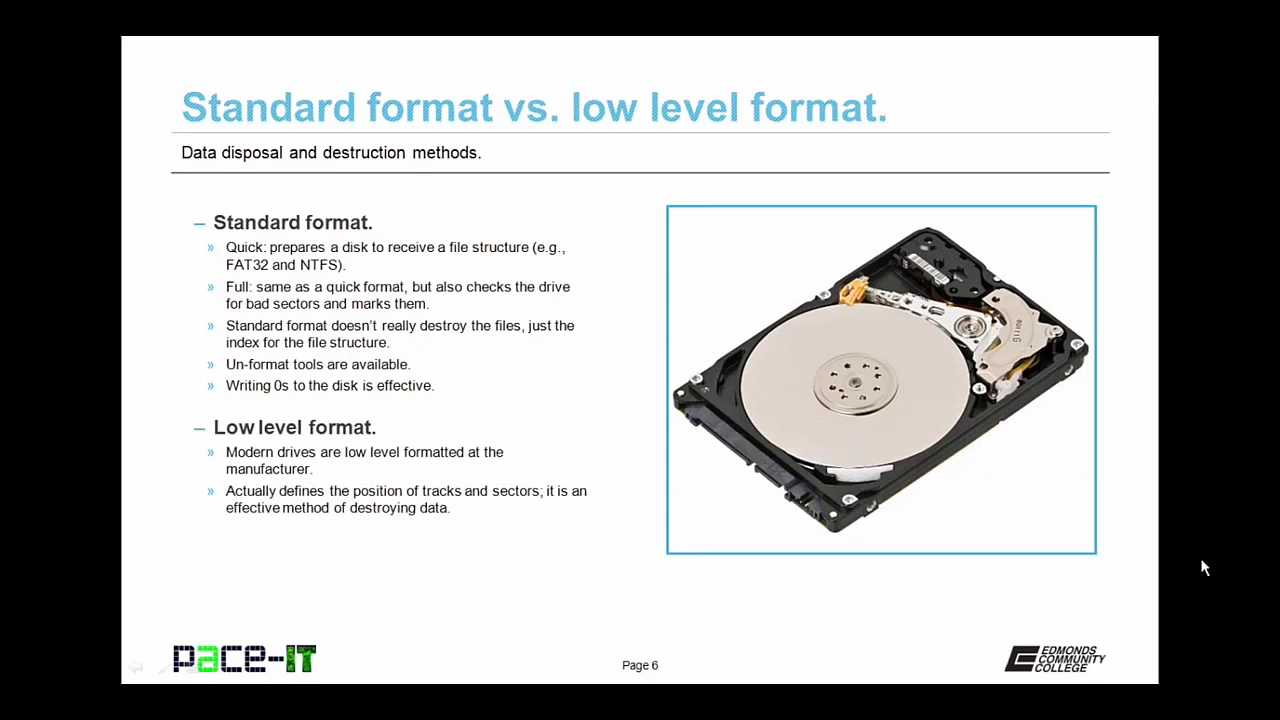 Standard format vs. low level format.
Data disposal and destruction methods.
– Standard format.
» Quick: prepares a disk to receive a file structure (e.g.,
FAT32 and NTFS).
» Full: same as a quick format, but also checks the drive
for bad sectors and marks them.
» Standard format doesn't really destroy the files, just the
index for the file structure.
» Un-format tools are available.
» Writing 0s to the disk is effective.
– Low level format.
» Modern drives are low level formatted at the
manufacturer.
» Actually defines the position of tracks and sectors; it is an
effective method of destroying data.
pace-IT
Page 6
EDMONDS
COMMUNITY
COLLEGE